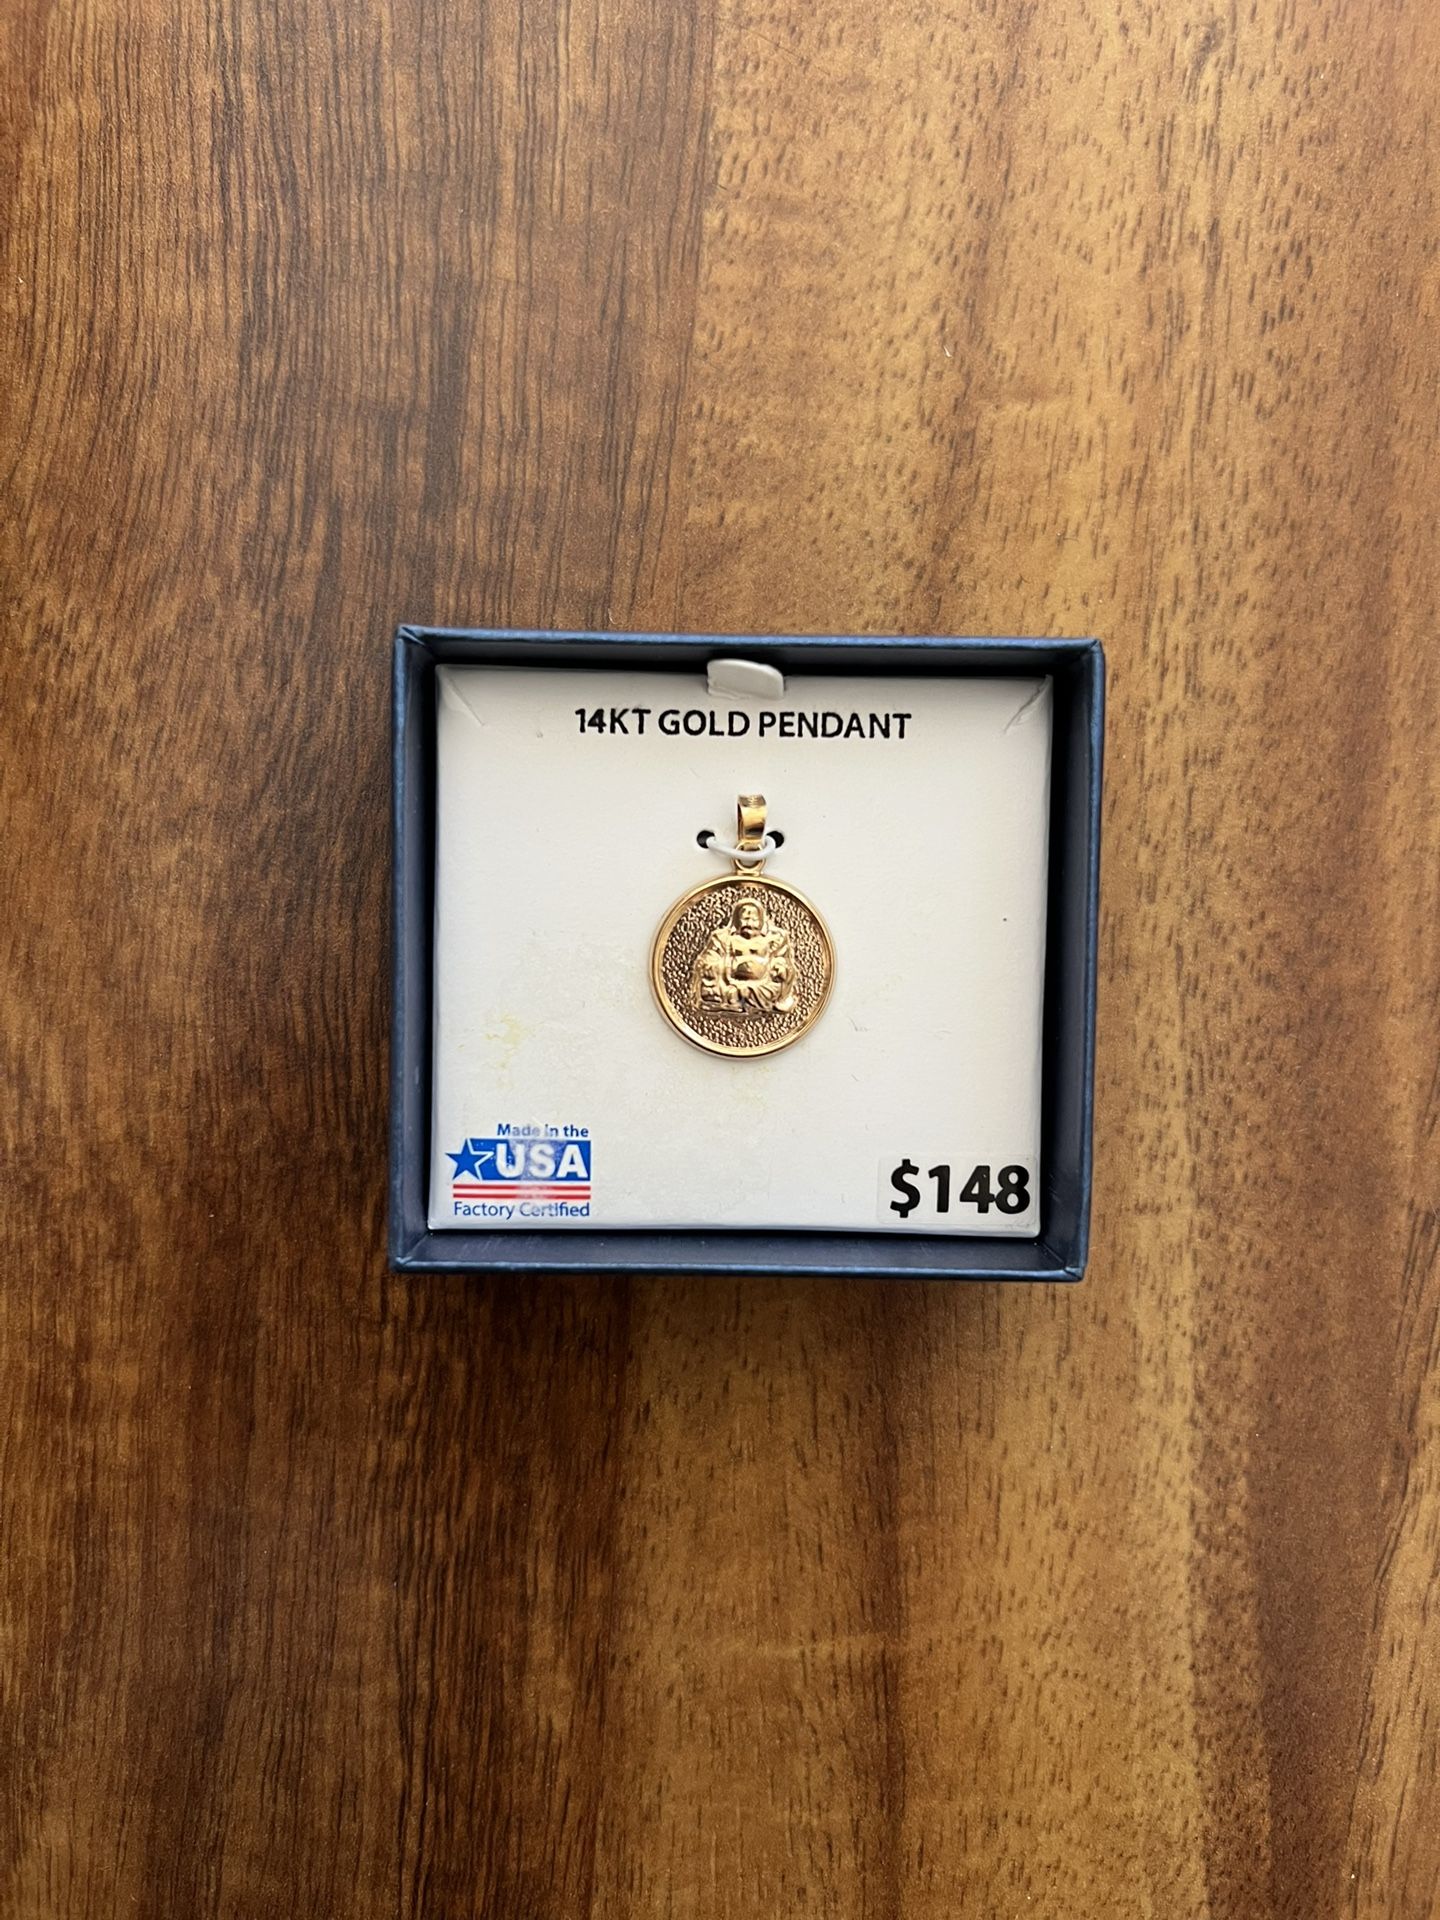 14KT GOLD PENDANT
Made in the
USA
Factory Certified
$148